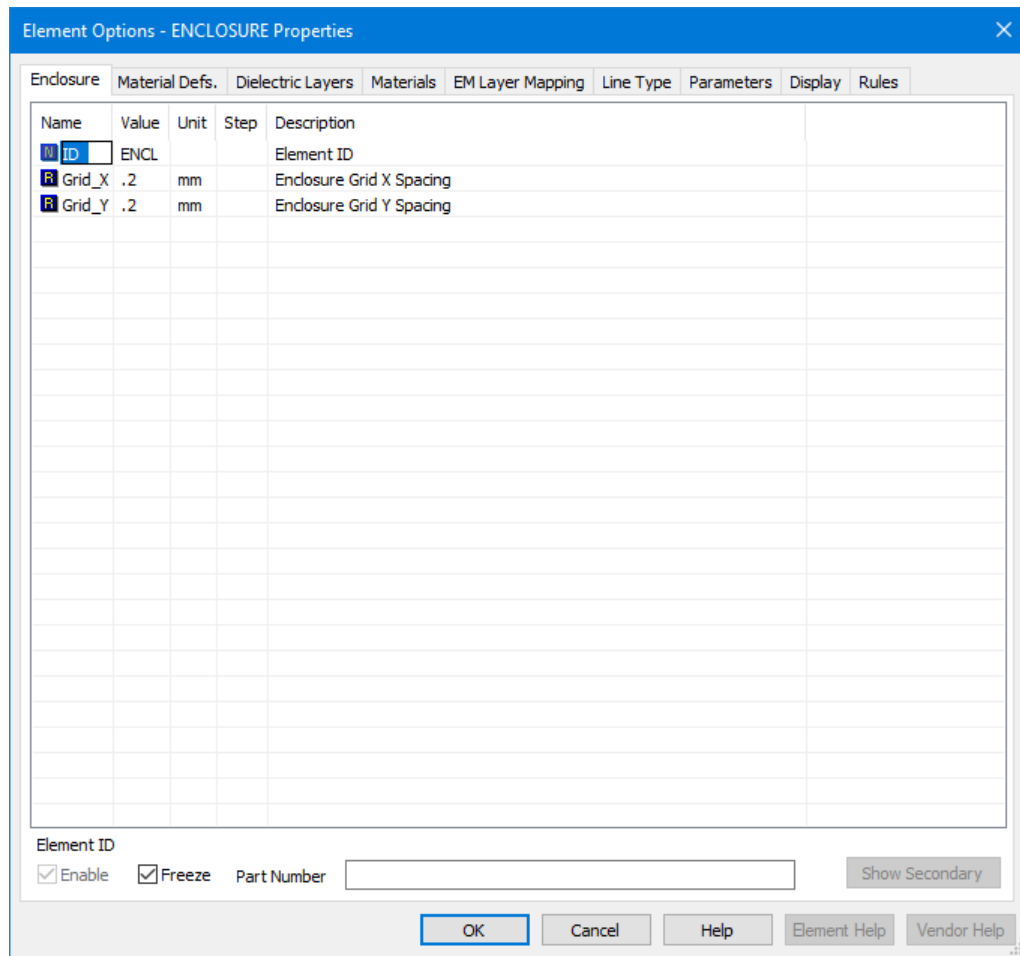 Element Options - ENCLOSURE Properties
Enclosure Material Defs. Dielectric Layers Materials EM Layer Mapping Line Type Parameters Display Rules
Name Value Unit Step Description
N ID ENCL Element ID
R Grid_X .2 mm Enclosure Grid X Spacing
R Grid_Y .2 mm Enclosure Grid Y Spacing
Element ID
Enable Freeze Part Number Show Secondary
OK Cancel Help Element Help Vendor Help